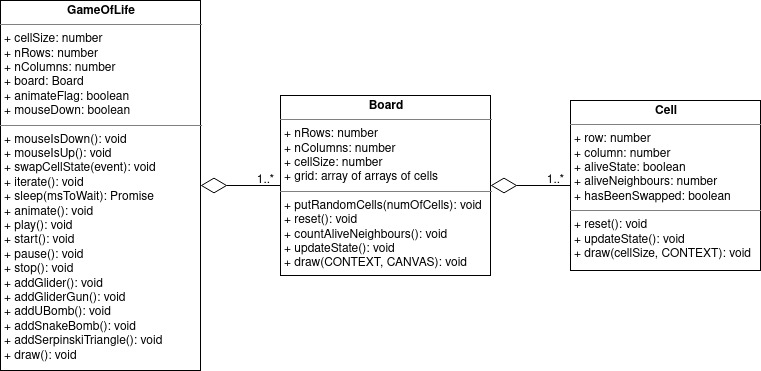 GameOfLife
+ cellSize: number
+ nRows: number
+ nColumns: number
+ board: Board
+ animateFlag: boolean
+ mouseDown: boolean
+ mouseIsDown(): void
+ mouseIsUp(): void
+ swapCellState(event): void
+ iterate(): void
+ sleep(msToWait): Promise
+ animate(): void
+ play(): void
+ start(): void
+ pause(): void
+ stop(): void
+ addGlider(): void
+ addGliderGun(): void
+ addUBomb(): void
+ addSnakeBomb(): void
+ addSerpinskiTriangle(): void
+ draw(): void
1..*
Board
+ nRows: number
+ nColumns: number
+ cellSize: number
+ grid: array of arrays of cells
+ putRandomCells(numOfCells): void
+ reset(): void
+ countAliveNeighbours(): void
+ updateState(): void
+ draw(CONTEXT, CANVAS): void
1..*
Cell
+ row: number
+ column: number
+ aliveState: boolean
+ aliveNeighbours: number
+ hasBeenSwapped: boolean
+ reset(): void
+ updateState(): void
+ draw(cellSize, CONTEXT): void